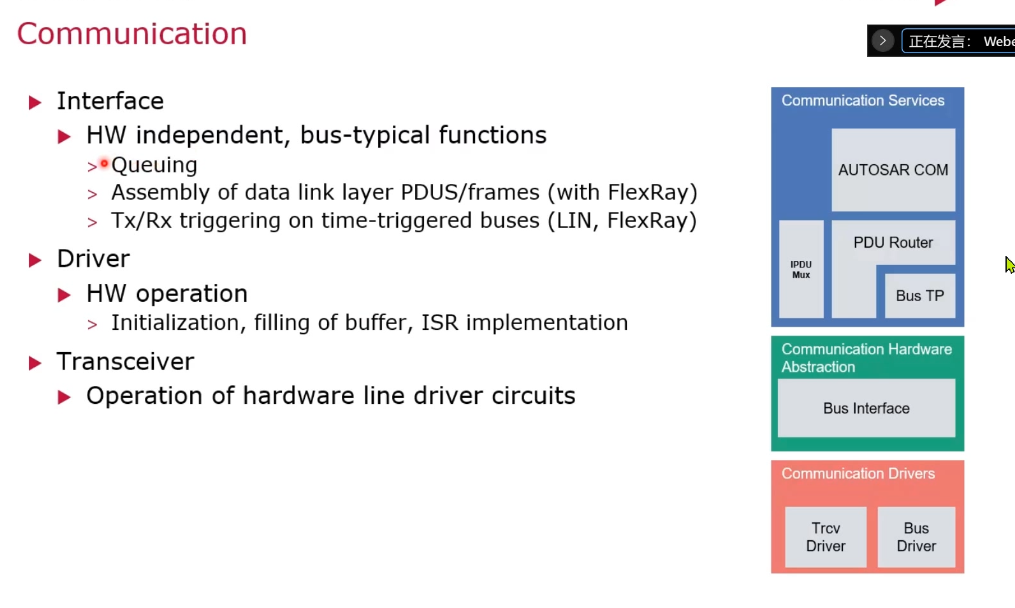 Communication
正在发言： Webe
Interface
HW independent, bus-typical functions
> Queuing
> Assembly of data link layer PDUS/frames (with FlexRay)
> Tx/Rx triggering on time-triggered buses (LIN, FlexRay)
Driver
HW operation
> Initialization, filling of buffer, ISR implementation
Transceiver
Operation of hardware line driver circuits
Communication Services
AUTOSAR COM
PDU Router
IPDU
Mux
Bus TP
Communication Hardware
Abstraction
Bus Interface
Communication Drivers
Trcv
Driver
Bus
Driver